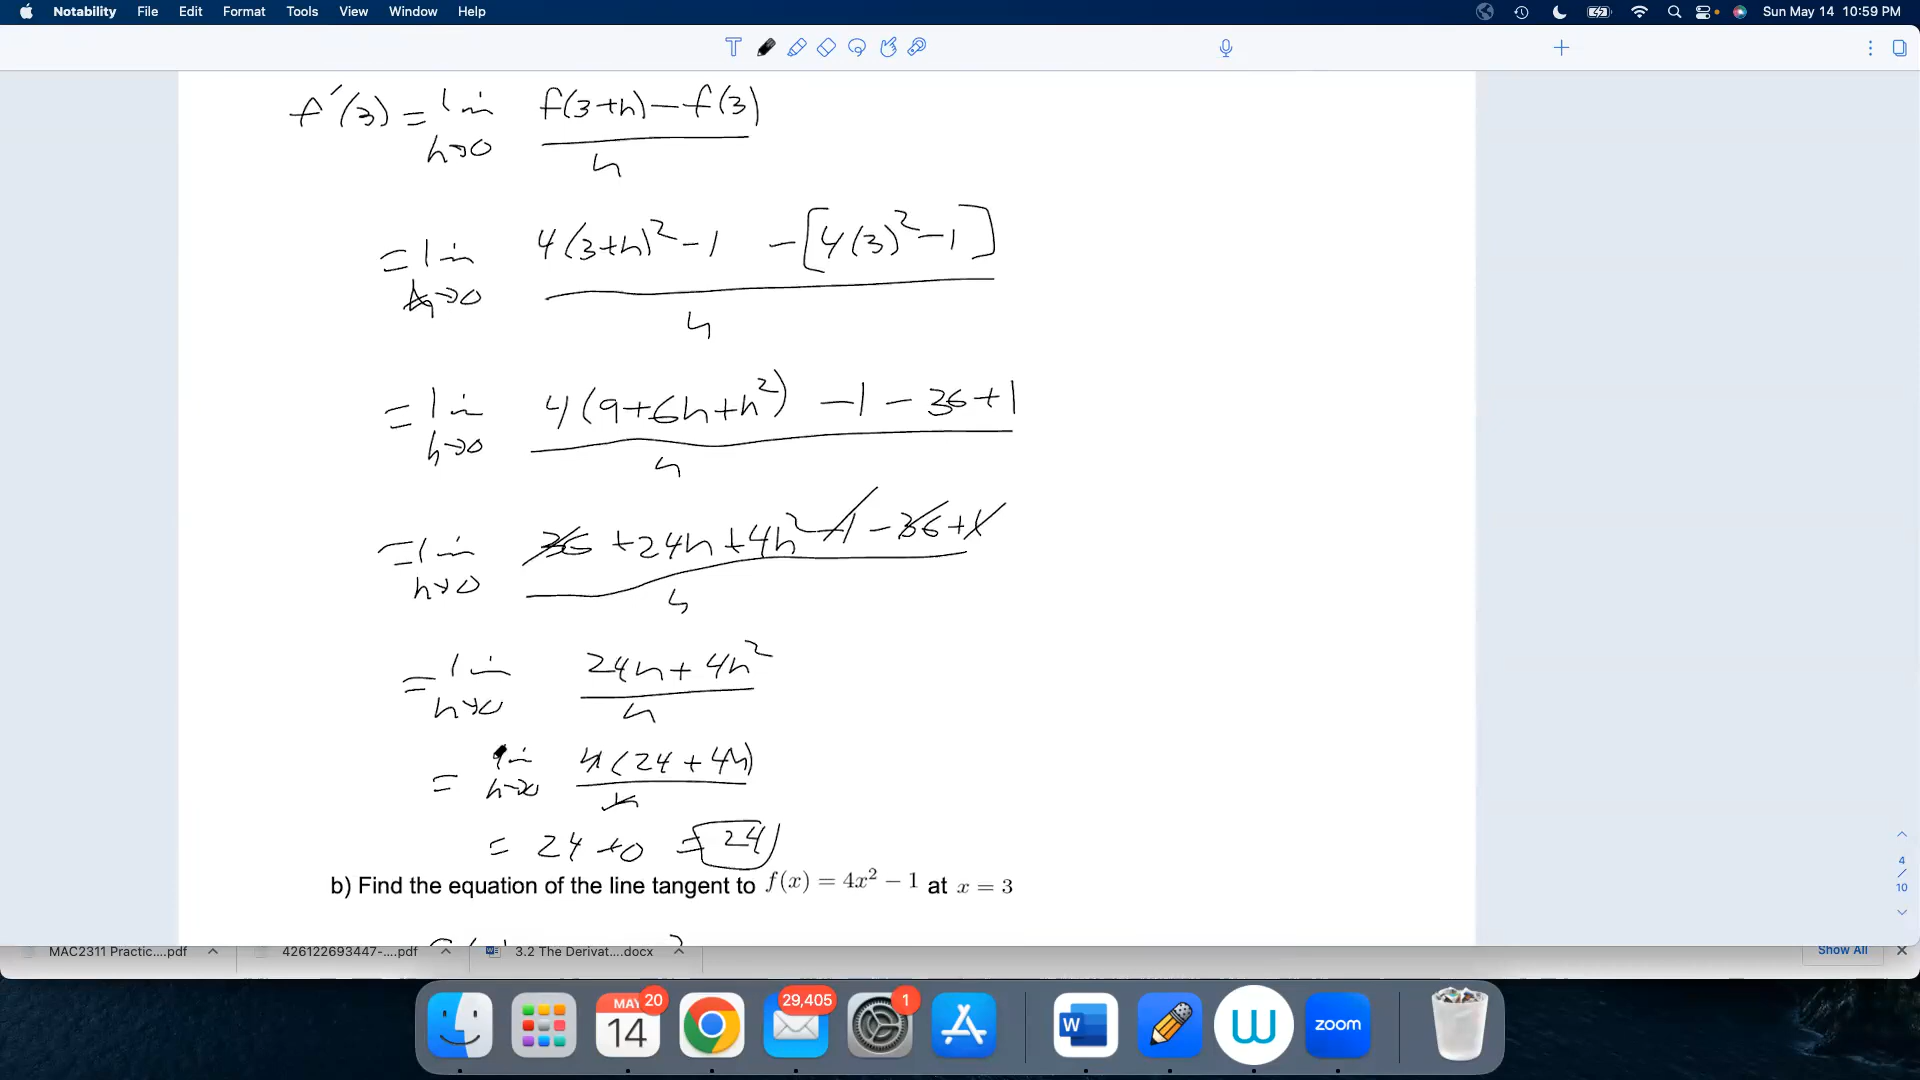 Notability File Edit Format Tools View Window Help Sun May 14 10:59 PM
f'(3) = lim h→0 f(3+h) − f(3) / h
= lim h→0 4(3+h)² − 1 − [4(3)² − 1] / h
= lim h→0 4(9+6h+h²) − 1 − 36 + 1 / h
= lim h→0 36 + 24h + 4h² − 1 − 36 + 1 / h
= lim h→0 24h + 4h² / h
= lim h→0 h(24 + 4h) / h
= 24 + 0 = 24
b) Find the equation of the line tangent to f(x) = 4x² − 1 at x = 3
4
/
10
MAC2311 Practic....pdf 426122693447-....pdf 3.2 The Derivat....docx Show All
MAY 20 29,405 1
14 W W zoom